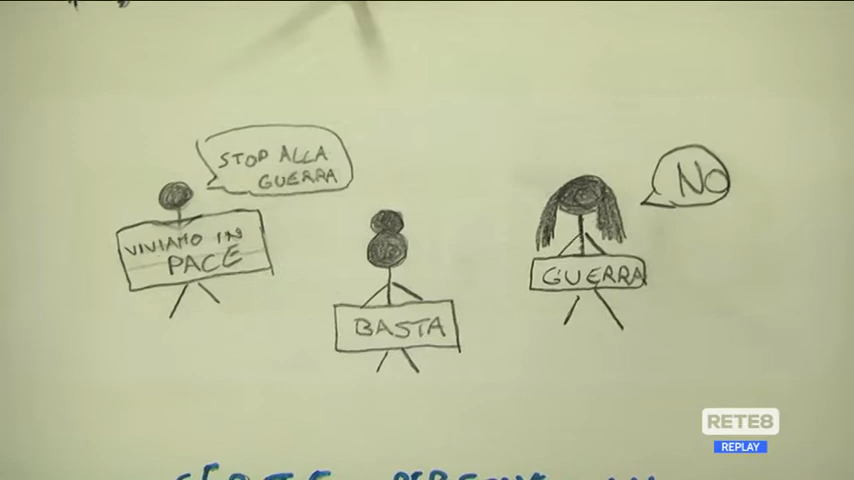 STOP ALLA
GUERRA
NO
VIVIAMO IN
PACE
GUERRA
BASTA
RETE8
REPLAY